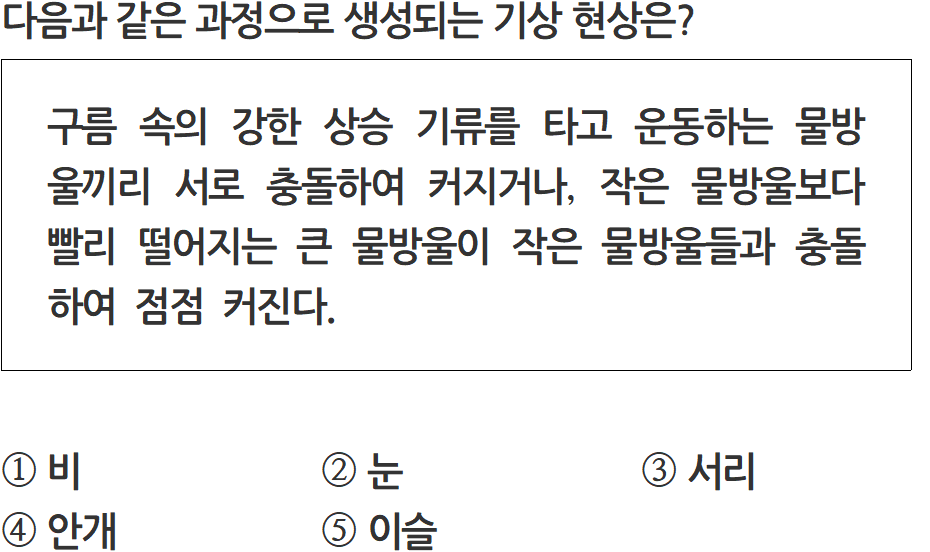 다음과 같은 과정으로 생성되는 기상 현상은?
구름 속의 강한 상승 기류를 타고 운동하는 물방
울끼리 서로 충돌하여 커지거나, 작은 물방울보다
빨리 떨어지는 큰 물방울이 작은 물방울들과 충돌
하여 점점 커진다.
① 비 ② 눈 ③ 서리
④ 안개 ⑤ 이슬